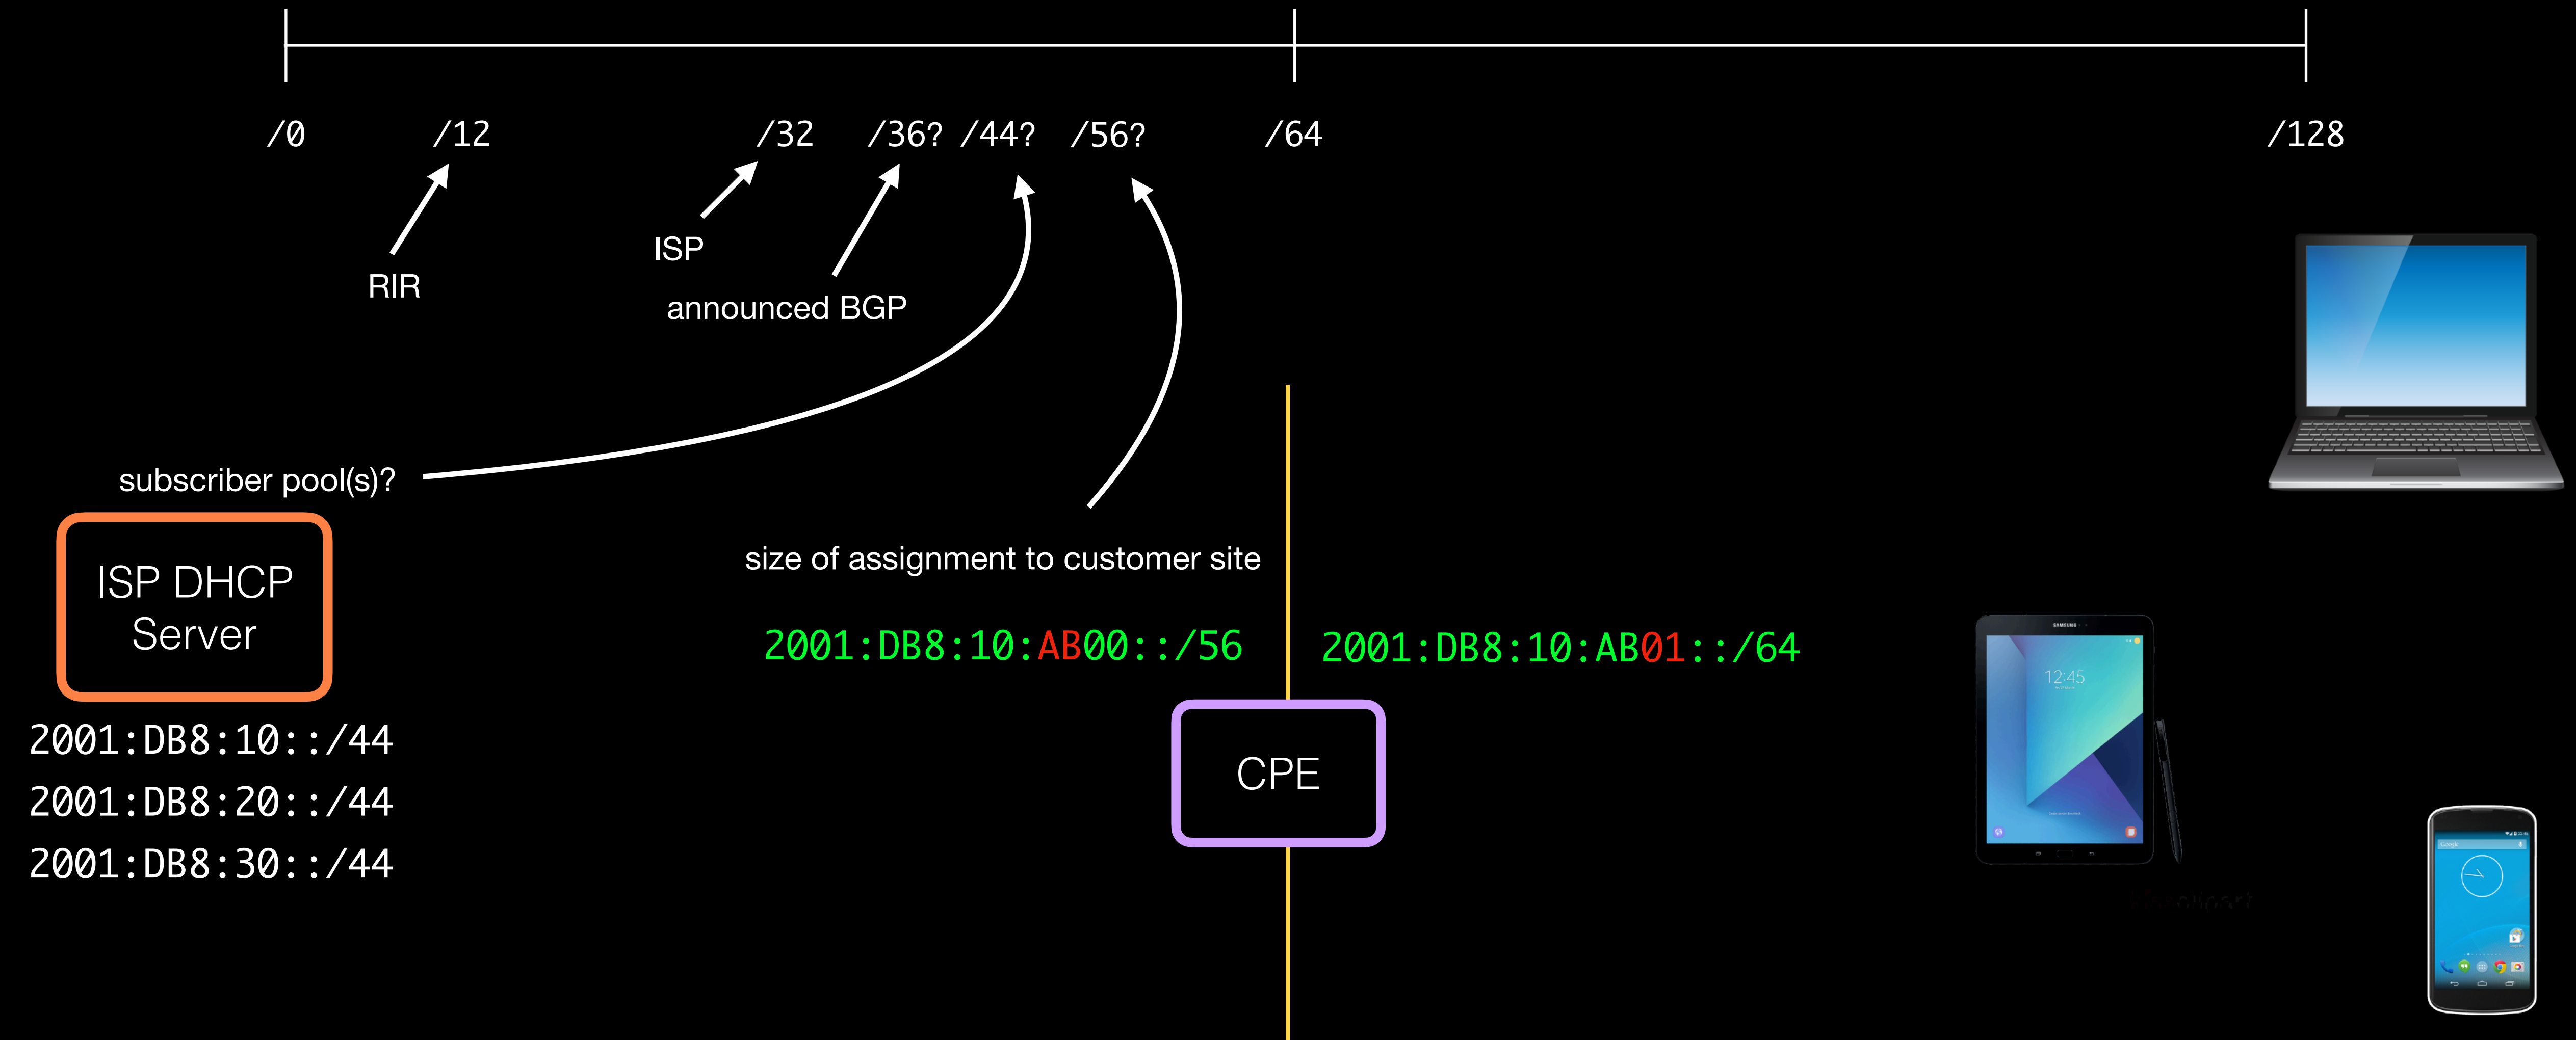 /0 /12 /32 /36? /44? /56? /64 /128
RIR
ISP
announced BGP
subscriber pool(s)?
ISP DHCP
Server
size of assignment to customer site
2001:DB8:10:AB00::/56
2001:DB8:10:AB01::/64
2001:DB8:10::/44
2001:DB8:20::/44
2001:DB8:30::/44
CPE
SAMSUNG
12:45
Google